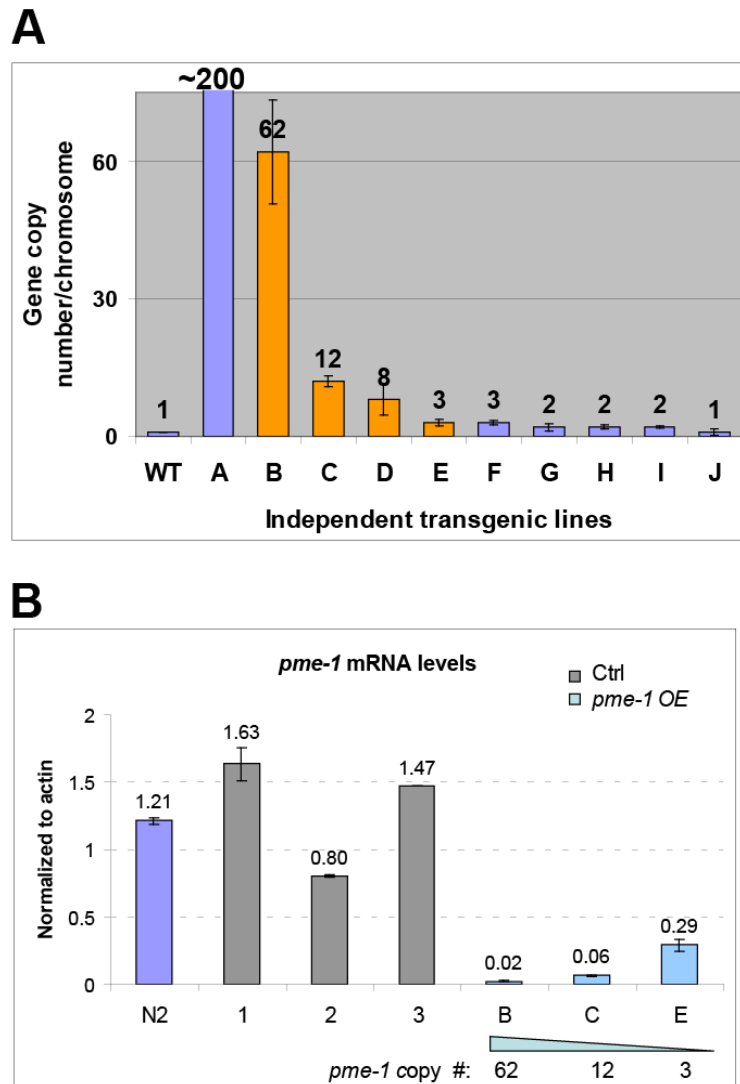 A
~200
62
60
Gene copy
number/chromosome
30
12
8
3
3
2
2
2
1
1
0
WT A B C D E F G H I J
Independent transgenic lines
B
pme-1 mRNA levels
Ctrl
pme-1 OE
Normalized to actin
2
1.63
1.5
1.47
1.21
1
0.80
0.5
0.29
0.06
0.02
0
N2 1 2 3 B C E
pme-1 copy #: 62 12 3